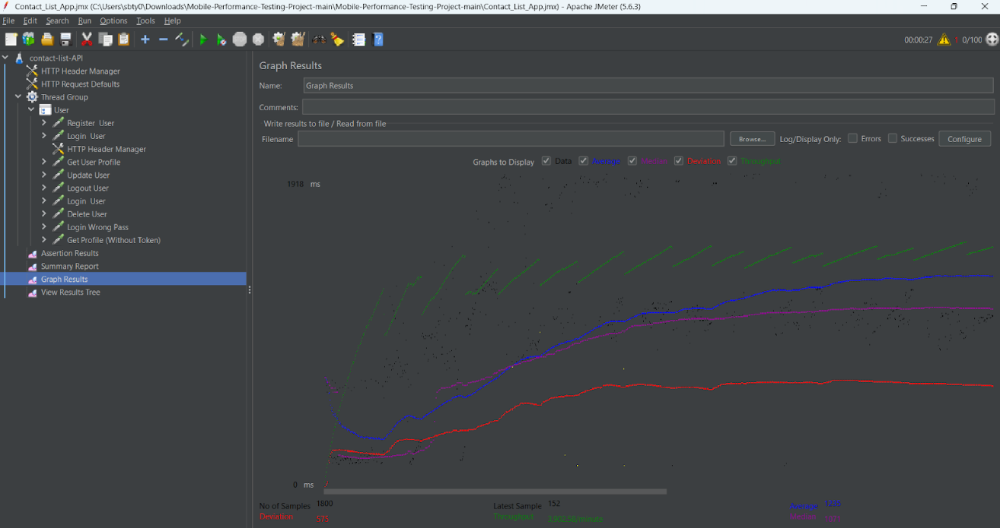 Contact_List_App.jmx (C:\Users\sbty0\Downloads\Mobile-Performance-Testing-Project-main\Mobile-Performance-Testing-Project-main\Contact_List_App.jmx) - Apache JMeter (5.6.3)
File Edit Search Run Options Tools Help
00:00:27 ! 0/100
contact-list-API
HTTP Header Manager
HTTP Request Defaults
Thread Group
User
Register User
Login User
HTTP Header Manager
Get User Profile
Update User
Logout User
Login User
Delete User
Login Wrong Pass
Get Profile (Without Token)
Assertion Results
Summary Report
Graph Results
View Results Tree
Graph Results
Name: Graph Results
Comments:
Write results to file / Read from file
Filename Browse... Log/Display Only: Errors Successes Configure
Graphs to Display Data Average Median Deviation Throughput
1918 ms
0 ms
No of Samples 1800 Latest Sample 152 Average 1235
Deviation 575 Throughput 3,902.58/minute Median